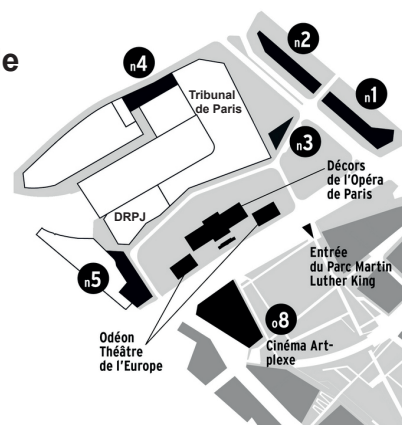 e
n2
n4
n1
Tribunal
de Paris
n3
Décors
de l'Opéra
de Paris
DRPJ
Entrée
du Parc Martin
Luther King
n5
o8
Odéon
Théâtre
de l'Europe
Cinéma Art-
plexe